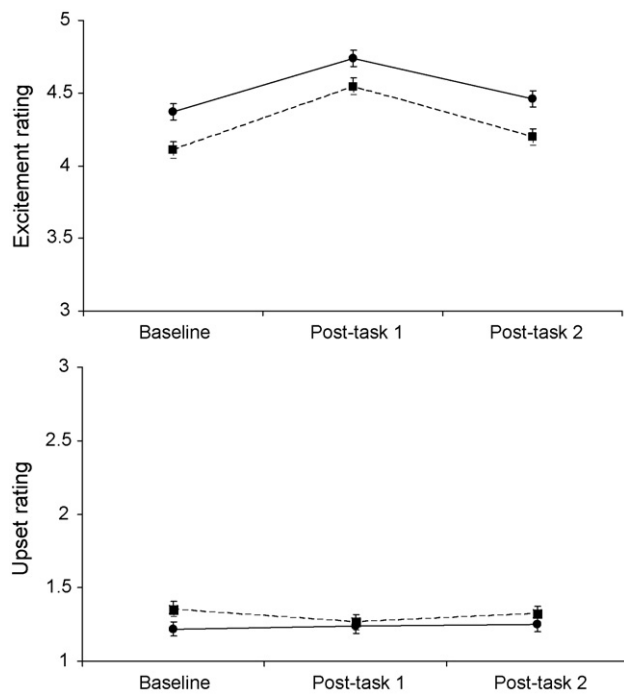 Excitement rating
5
4.5
4
3.5
3
Baseline Post-task 1 Post-task 2
Upset rating
3
2.5
2
1.5
1
Baseline Post-task 1 Post-task 2